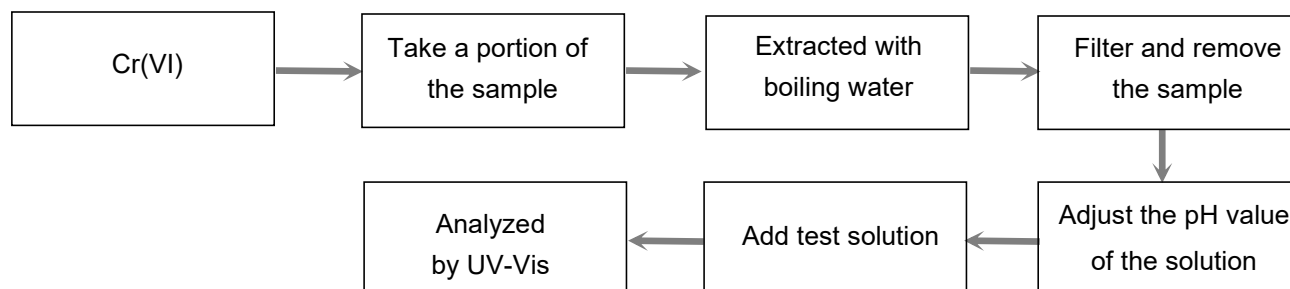 Cr(VI)
Take a portion of
the sample
Extracted with
boiling water
Filter and remove
the sample
Adjust the pH value
of the solution
Add test solution
Analyzed
by UV-Vis